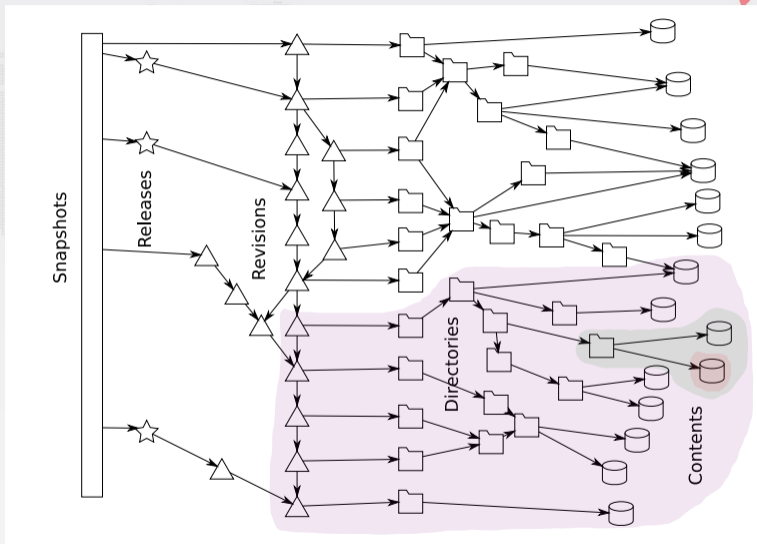 Snapshots
Releases
Revisions
Directories
Contents